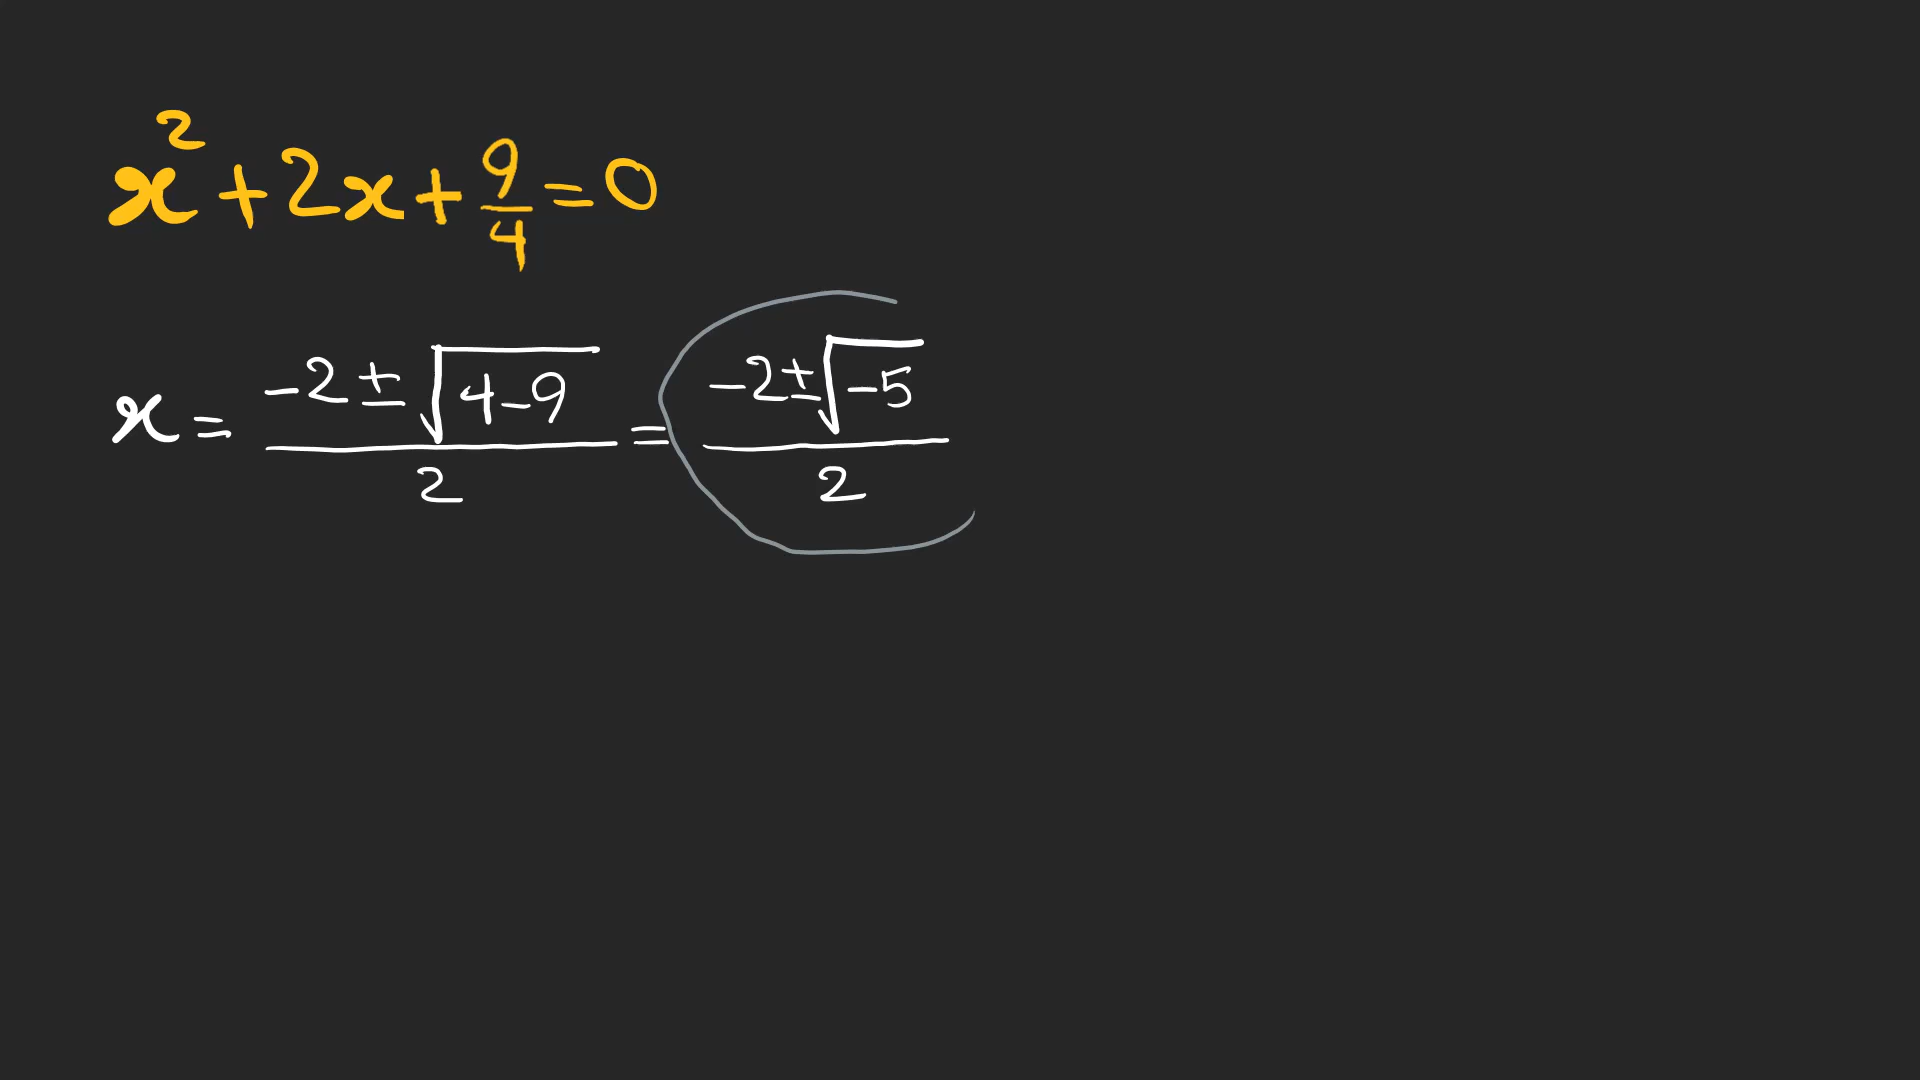 x² + 2x + 9/4 = 0
x = (-2 ± √(4-9))/2 = (-2 ± √(-5))/2